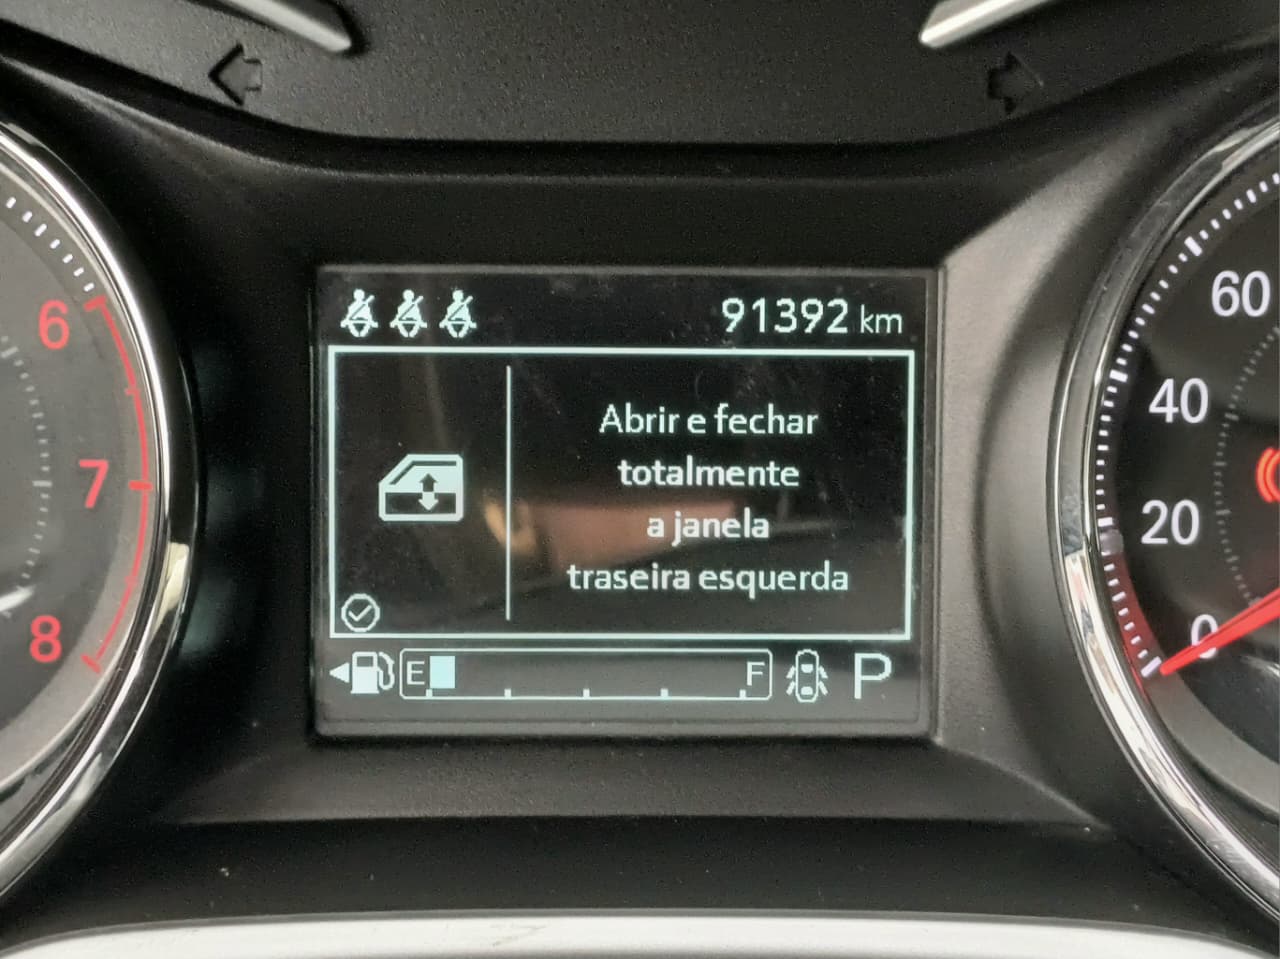 91392 km
Abrir e fechar
totalmente
a janela
traseira esquerda
E F P
6
7
8
60
40
20
0